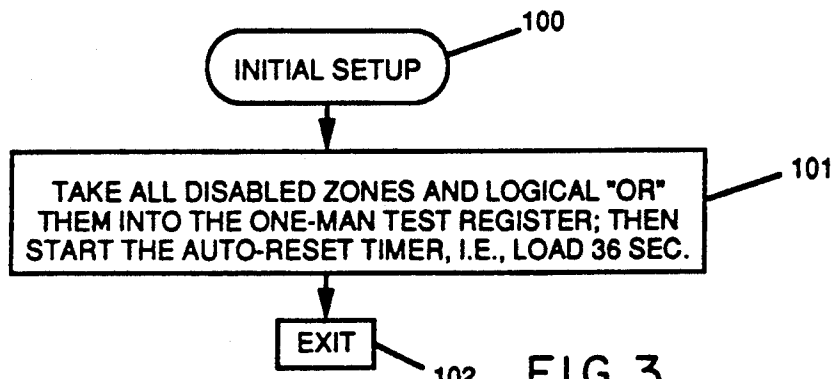 100
INITIAL SETUP
101
TAKE ALL DISABLED ZONES AND LOGICAL "OR"
THEM INTO THE ONE-MAN TEST REGISTER; THEN
START THE AUTO-RESET TIMER, I.E., LOAD 36 SEC.
EXIT
102
FIG. 3